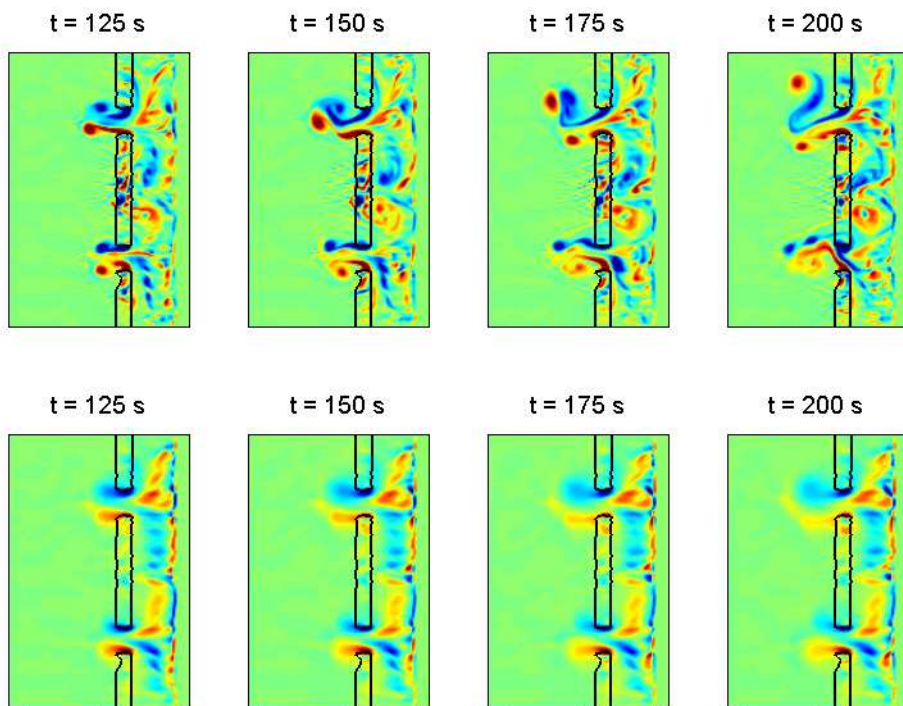 t = 125 s
t = 150 s
t = 175 s
t = 200 s
t = 125 s
t = 150 s
t = 175 s
t = 200 s